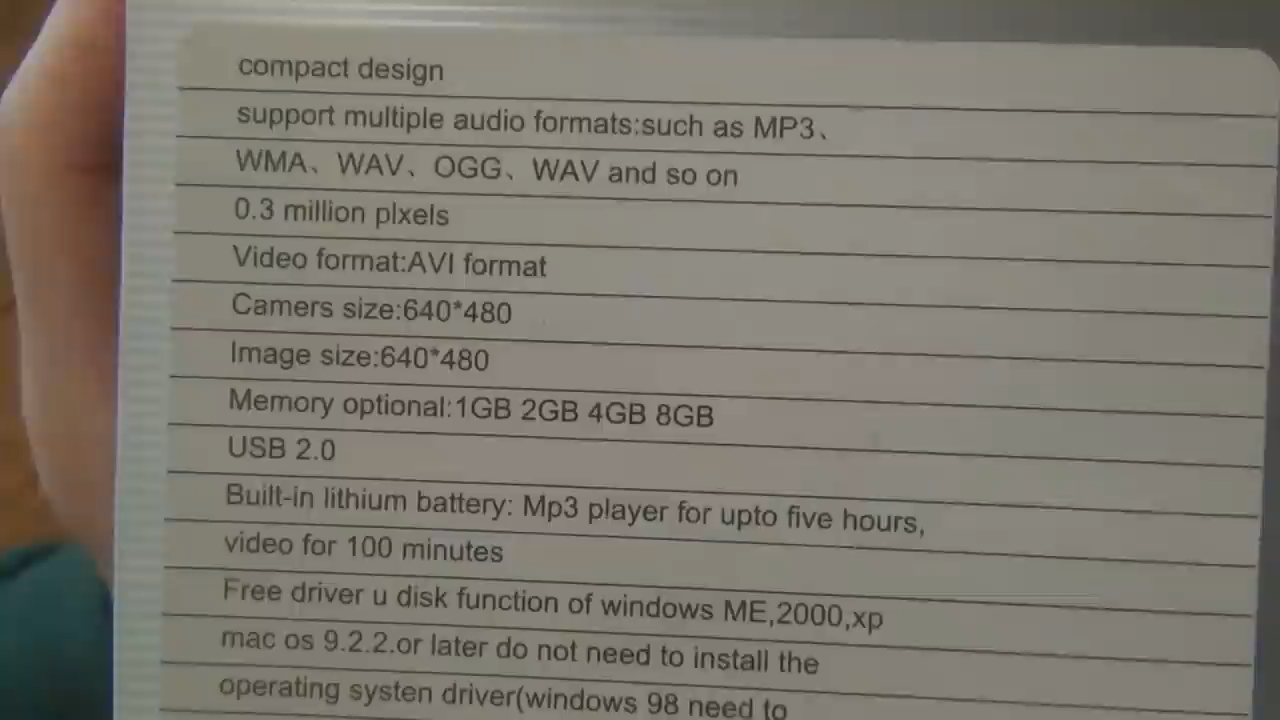 compact design
support multiple audio formats:such as MP3、
WMA、WAV、OGG、WAV and so on
0.3 million plxels
Video format:AVI format
Camers size:640*480
Image size:640*480
Memory optional:1GB 2GB 4GB 8GB
USB 2.0
Built-in lithium battery: Mp3 player for upto five hours,
video for 100 minutes
Free driver u disk function of windows ME,2000,xp
mac os 9.2.2.or later do not need to install the
operating systen driver(windows 98 need to